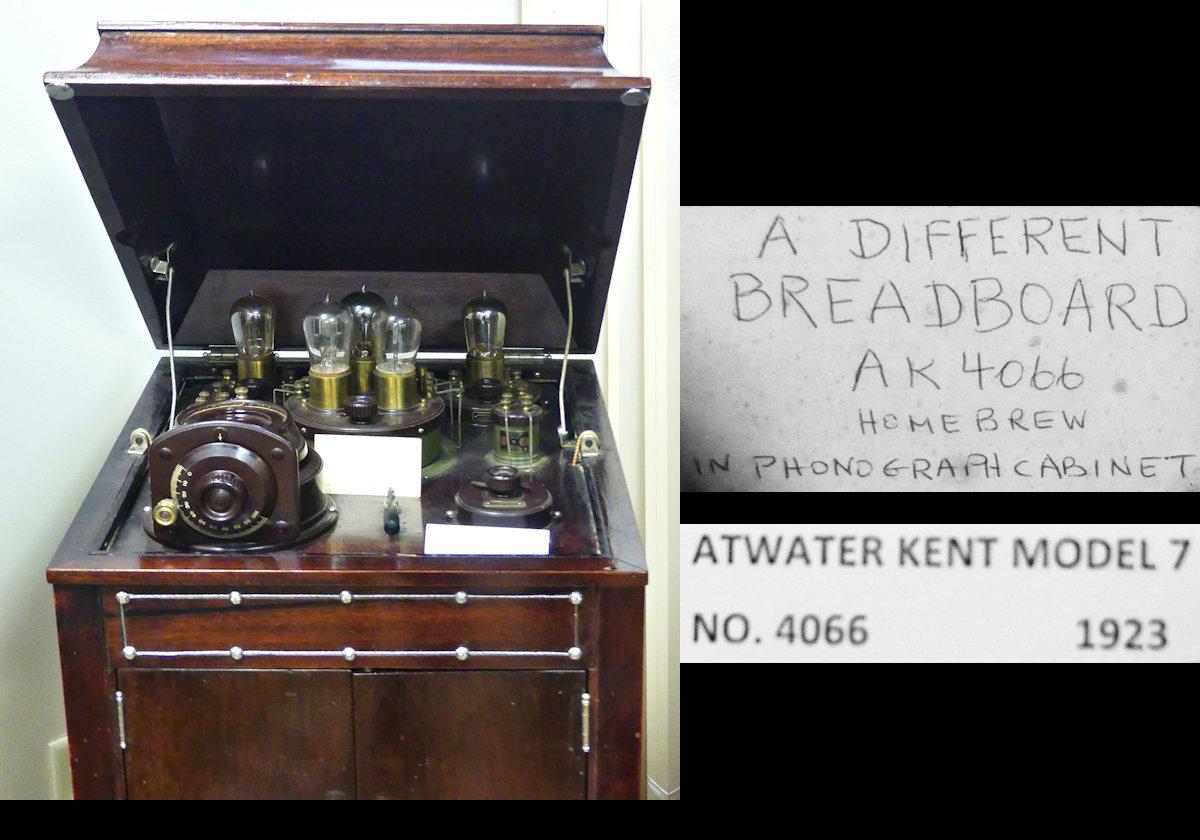 A DIFFERENT
BREADBOARD
AK 4066
HOMEBREW
IN PHONOGRAPH CABINET
ATWATER KENT MODEL 7
NO. 4066 1923